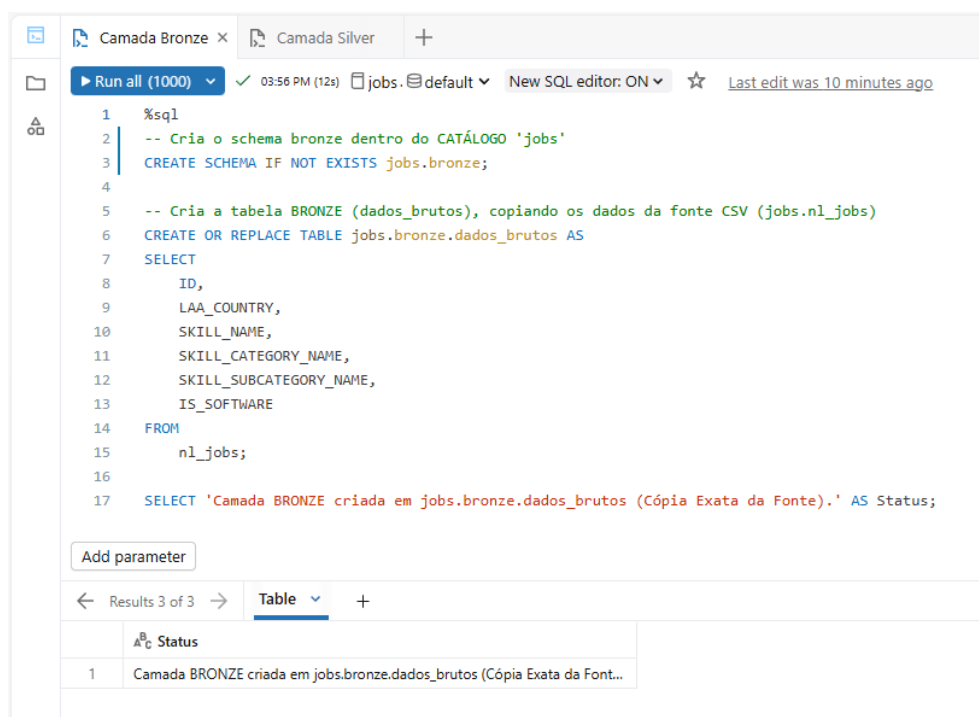 Camada Bronze × Camada Silver +
Run all (1000) 03:56 PM (12s) jobs. default New SQL editor: ON Last edit was 10 minutes ago
1 %sql
2 -- Cria o schema bronze dentro do CATÁLOGO 'jobs'
3 CREATE SCHEMA IF NOT EXISTS jobs.bronze;
4
5 -- Cria a tabela BRONZE (dados_brutos), copiando os dados da fonte CSV (jobs.nl_jobs)
6 CREATE OR REPLACE TABLE jobs.bronze.dados_brutos AS
7 SELECT
8 ID,
9 LAA_COUNTRY,
10 SKILL_NAME,
11 SKILL_CATEGORY_NAME,
12 SKILL_SUBCATEGORY_NAME,
13 IS_SOFTWARE
14 FROM
15 nl_jobs;
16
17 SELECT 'Camada BRONZE criada em jobs.bronze.dados_brutos (Cópia Exata da Fonte).' AS Status;
Add parameter
← Results 3 of 3 → Table +
ABC Status
1 Camada BRONZE criada em jobs.bronze.dados_brutos (Cópia Exata da Font...